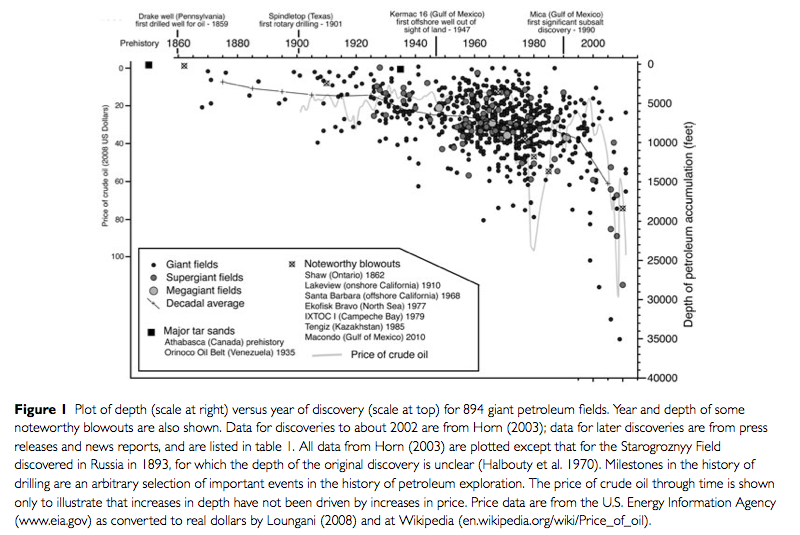 Drake well (Pennsylvania)
first drilled well for oil - 1859
Spindletop (Texas)
first rotary drilling - 1901
Kermac 16 (Gulf of Mexico)
first offshore well out of
sight of land - 1947
Mica (Gulf of Mexico)
first significant subsalt
discovery - 1990
Prehistory 1860 1880 1900 1920 1940 1960 1980 2000
Price of crude oil (2008 US Dollars)
0
20
40
60
80
100
0
5000
10000
15000
20000
25000
30000
35000
40000
Depth of petroleum accumulation (feet)
Giant fields
Supergiant fields
Megagiant fields
Decadal average
Major tar sands
Athabasca (Canada) prehistory
Orinoco Oil Belt (Venezuela) 1935
Noteworthy blowouts
Shaw (Ontario) 1862
Lakeview (onshore California) 1910
Santa Barbara (offshore California) 1968
Ekofisk Bravo (North Sea) 1977
IXTOC I (Campeche Bay) 1979
Tengiz (Kazakhstan) 1985
Macondo (Gulf of Mexico) 2010
Price of crude oil
Figure 1 Plot of depth (scale at right) versus year of discovery (scale at top) for 894 giant petroleum fields. Year and depth of some
noteworthy blowouts are also shown. Data for discoveries to about 2002 are from Horn (2003); data for later discoveries are from press
releases and news reports, and are listed in table 1. All data from Horn (2003) are plotted except that for the Starogroznyy Field
discovered in Russia in 1893, for which the depth of the original discovery is unclear (Halbouty et al. 1970). Milestones in the history of
drilling are an arbitrary selection of important events in the history of petroleum exploration. The price of crude oil through time is shown
only to illustrate that increases in depth have not been driven by increases in price. Price data are from the U.S. Energy Information Agency
(www.eia.gov) as converted to real dollars by Loungani (2008) and at Wikipedia (en.wikipedia.org/wiki/Price_of_oil).